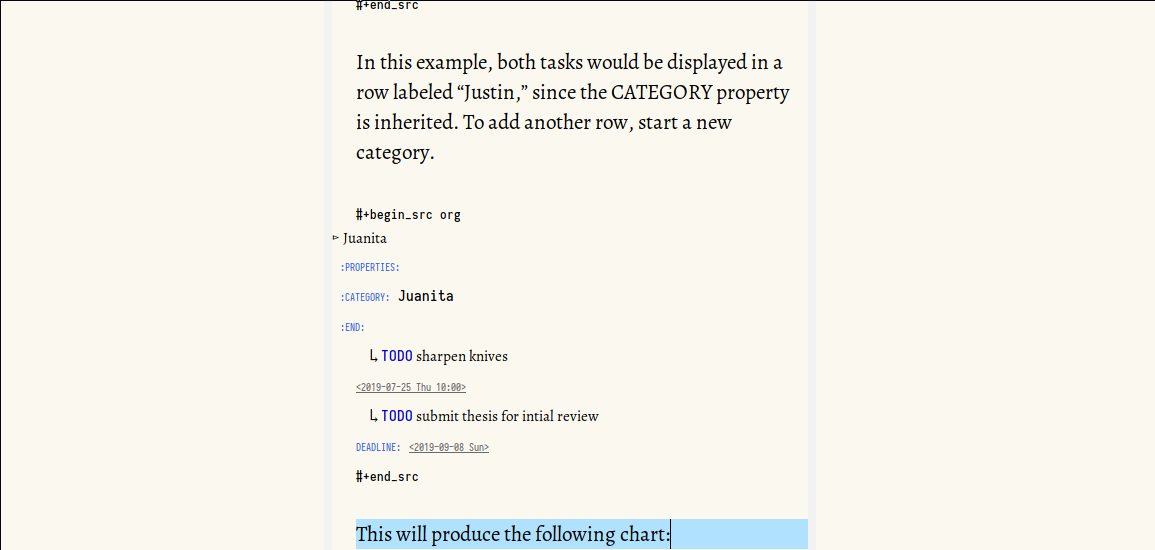 #+end_src
In this example, both tasks would be displayed in a
row labeled “Justin,” since the CATEGORY property
is inherited. To add another row, start a new
category.
#+begin_src org
▻ Juanita
:PROPERTIES:
:CATEGORY: Juanita
:END:
↳ TODO sharpen knives
<2019-07-25 Thu 10:00>
↳ TODO submit thesis for intial review
DEADLINE: <2019-09-08 Sun>
#+end_src
This will produce the following chart: